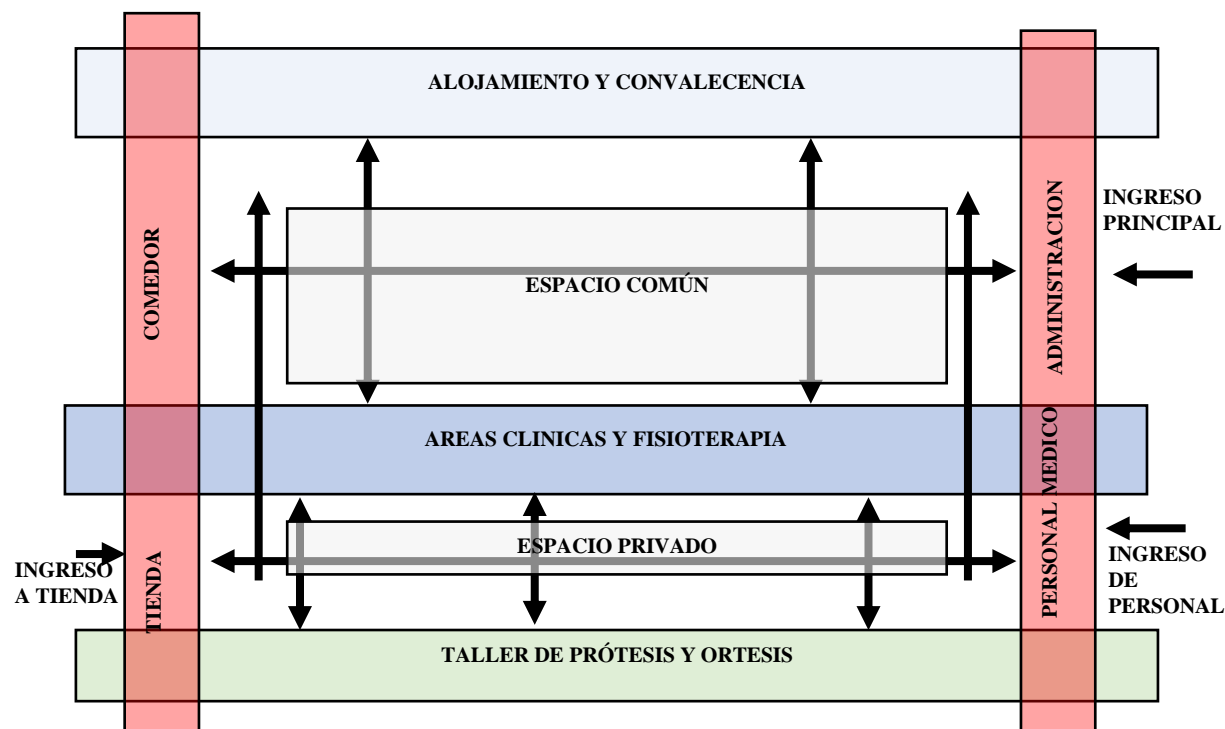 ALOJAMIENTO Y CONVALECENCIA
COMEDOR
ADMINISTRACION
INGRESO
PRINCIPAL
ESPACIO COMÚN
AREAS CLINICAS Y FISIOTERAPIA
PERSONAL MEDICO
ESPACIO PRIVADO
INGRESO
A TIENDA
TIENDA
INGRESO
DE
PERSONAL
TALLER DE PRÓTESIS Y ORTESIS